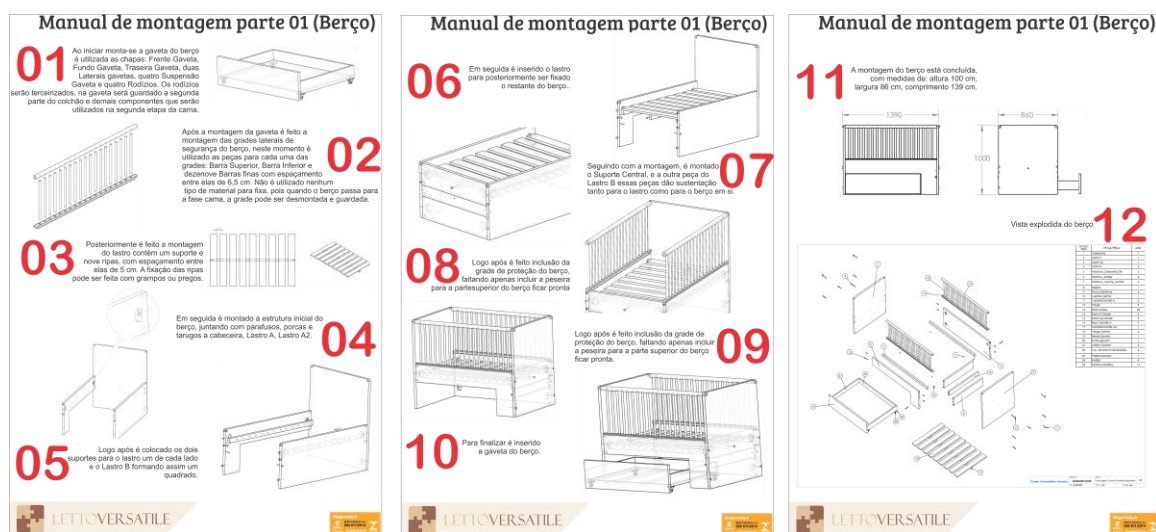 Manual de montagem parte 01 (Berço)
01
Ao iniciar monta-se a gaveta do berço
é utilizada as chapas: Frente Gaveta,
Fundo Gaveta, Traseira Gaveta, duas
Laterais gavetas, quatro Suspensão
Gaveta e quatro Rodízios. Os rodízios
serão terceirizados, na gaveta será guardado a segunda
parte do colchão e demais componentes que serão
utilizados na segunda etapa da cama.
02
Após a montagem da gaveta é feito a
montagem das grades laterais de
segurança do berço, neste momento é
utilizado as peças para cada uma das
grades: Barra Superior, Barra Inferior e
dezenove Barras finas com espaçamento
entre elas de 6,5 cm. Não é utilizado nenhum
tipo de material para fixa, pois quando o berço passa para
a fase cama, a grade pode ser desmontada e guardada.
03
Posteriormente é feito a montagem
do lastro contém um suporte e
nove ripas, com espaçamento entre
elas de 5 cm. A fixação das ripas
pode ser feita com grampos ou pregos.
04
Em seguida é montado a estrutura inicial do
berço, juntando com parafusos, porcas e
tarugos a cabeceira, Lastro A, Lastro A2.
05
Logo após é colocado os dois
suportes para o lastro um de cada lado
e o Lastro B formando assim um
quadrado.
LETTOVERSATILE
Manual de montagem parte 01 (Berço)
06
Em seguida é inserido o lastro
para posteriormente ser fixado
o restante do berço..
07
Seguindo com a montagem, é montado
o Suporte Central, e a outra peça do
Lastro B essas peças dão sustentação
tanto para o lastro como para o berço em si.
08
Logo após é feito inclusão da
grade de proteção do berço,
faltando apenas incluir a peseira
para a partesuperior do berço ficar pronta
09
Logo após é feito inclusão da grade de
proteção do berço, faltando apenas incluir
a peseira para a parte superior do berço
ficar pronta.
10
Para finalizar é inserido
a gaveta do berço.
LETTOVERSATILE
Manual de montagem parte 01 (Berço)
11
A montagem do berço está concluída,
com medidas de: altura 100 cm,
largura 86 cm, comprimento 139 cm.
1390
860
1000
Vista explodida do berço
12
LETTOVERSATILE